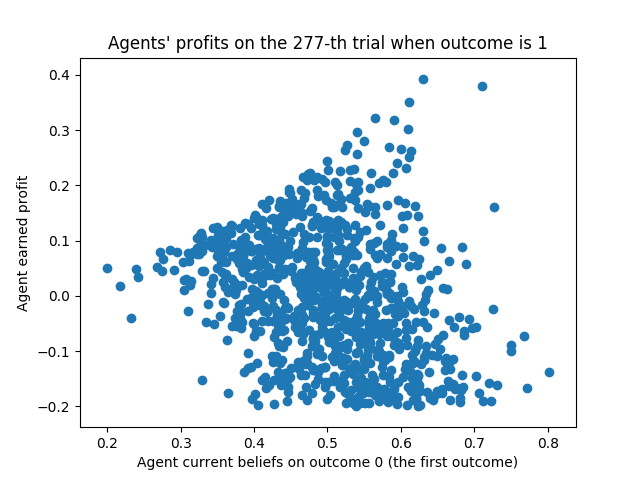 Agents' profits on the 277-th trial when outcome is 1
0.4
0.3
0.2
0.1
0.0
−0.1
−0.2
Agent earned profit
0.2 0.3 0.4 0.5 0.6 0.7 0.8
Agent current beliefs on outcome 0 (the first outcome)